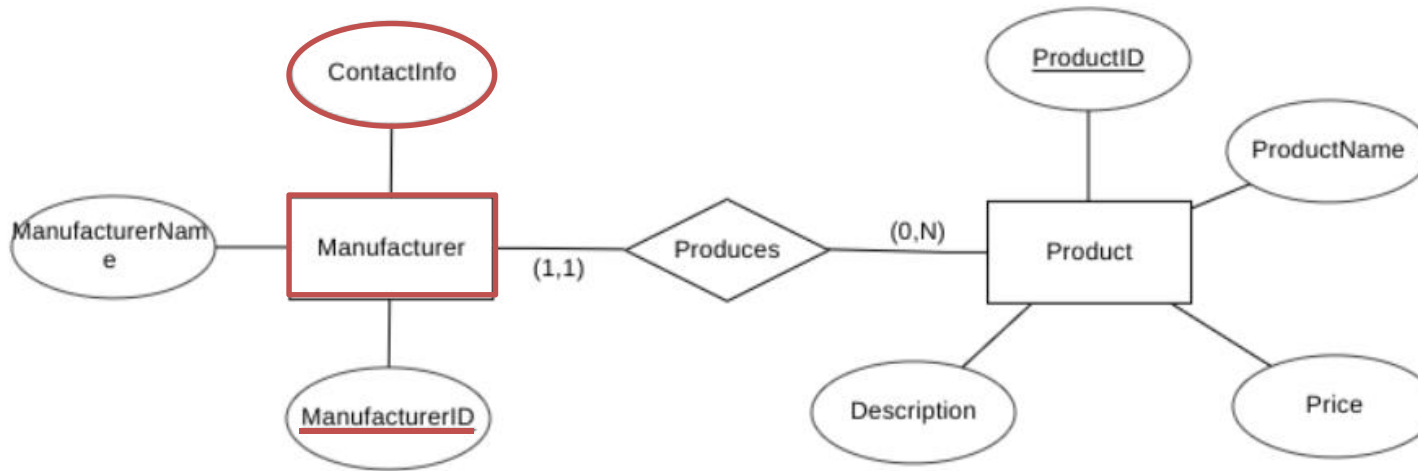 ContactInfo
ProductID
ProductName
ManufacturerNam
e
Manufacturer
(1,1)
Produces
(0,N)
Product
ManufacturerID
Description
Price